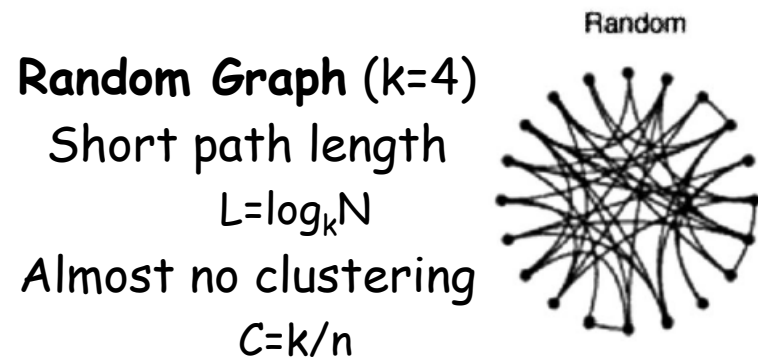 Random
Random Graph (k=4)
Short path length
L=logₖN
Almost no clustering
C=k/n